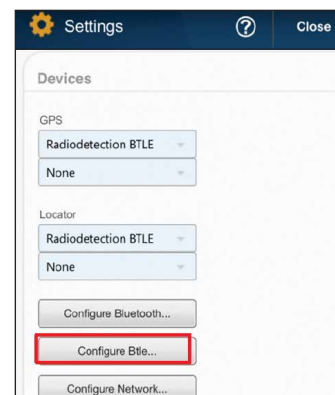 Settings ? Close
Devices
GPS
Radiodetection BTLE
None
Locator
Radiodetection BTLE
None
Configure Bluetooth...
Configure Btle...
Configure Network...